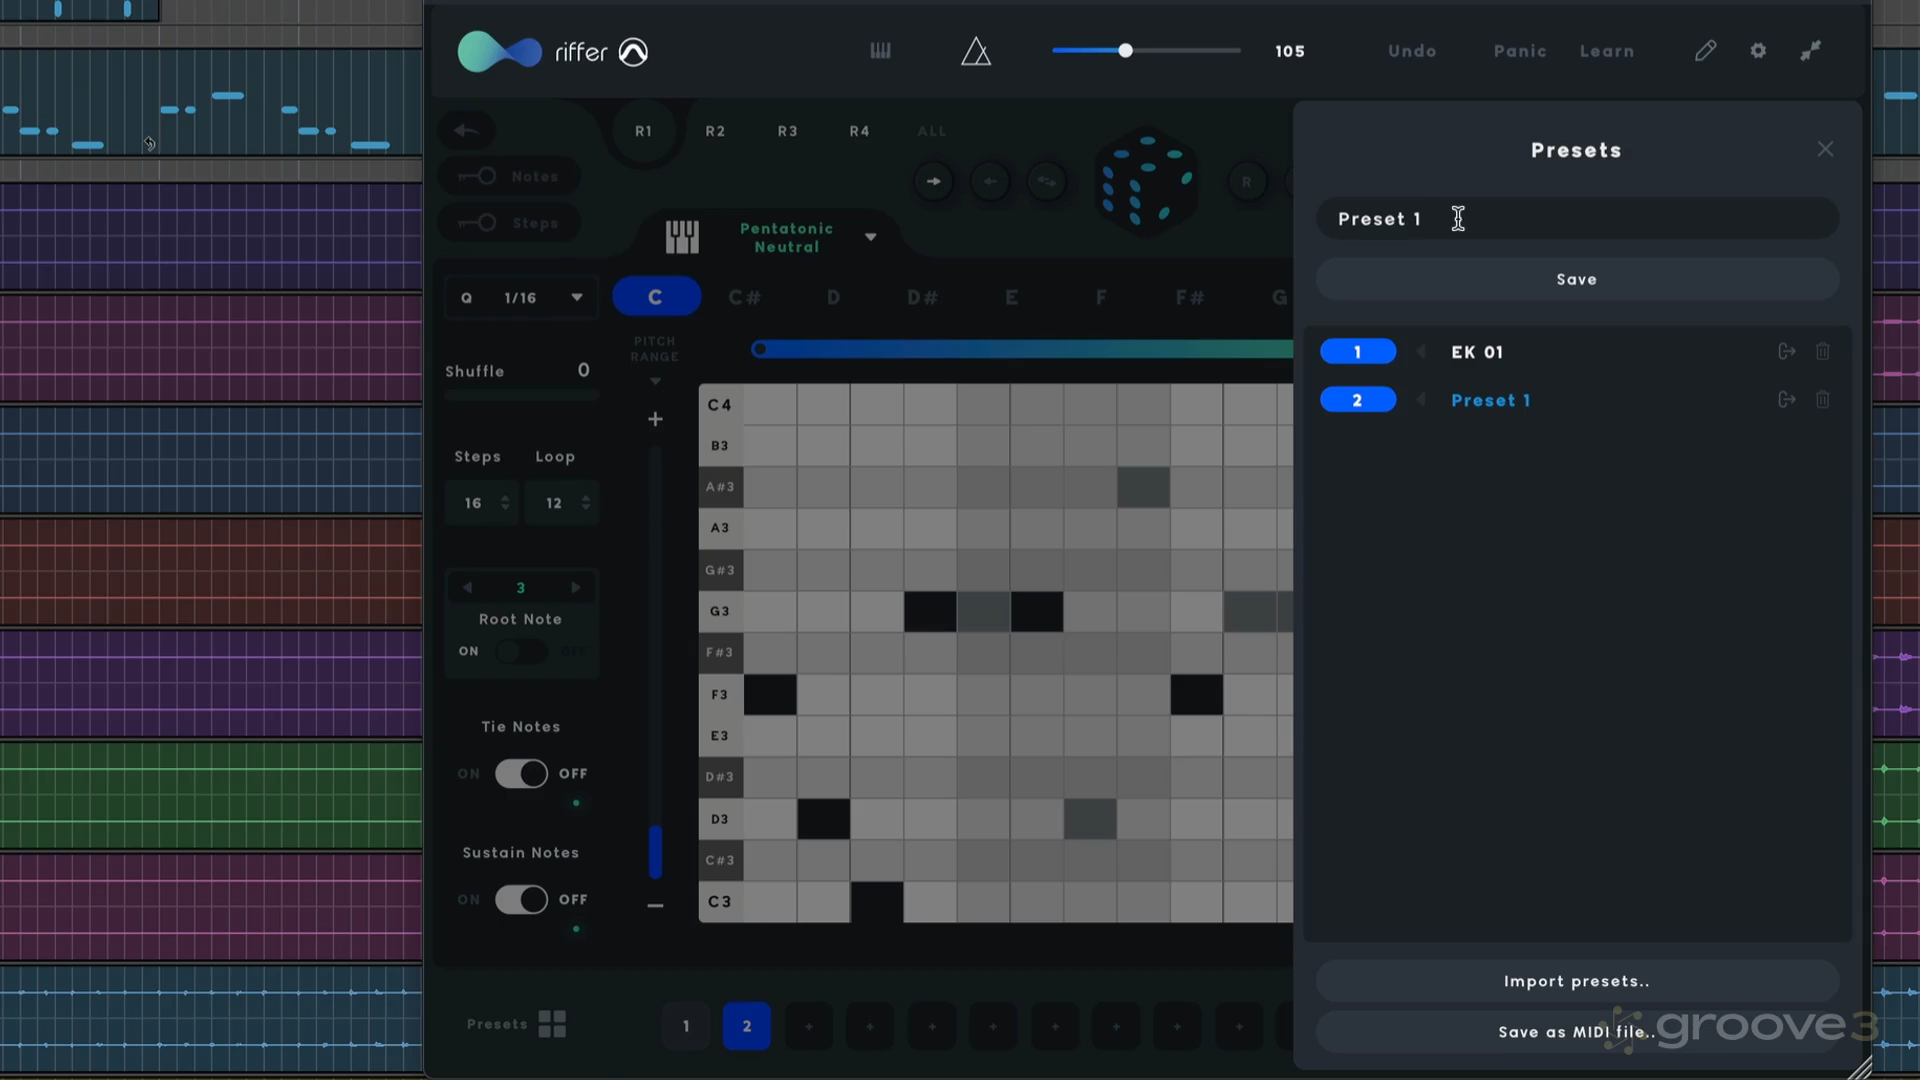 riffer
105
Undo
Panic
Learn
R1
R2
R3
R4
ALL
Notes
Steps
R
Pentatonic
Neutral
Presets
Preset 1
Save
1
EK 01
2
Preset 1
Q
1/16
C
C#
D
D#
E
F
F#
G
PITCH
RANGE
Shuffle
0
Steps
Loop
16
12
3
Root Note
ON
OFF
Tie Notes
ON
OFF
Sustain Notes
ON
OFF
C4
B3
A#3
A3
G#3
G3
F#3
F3
E3
D#3
D3
C#3
C3
Presets
1
2
+
+
+
+
+
+
+
+
Import presets..
Save as MIDI file..
groove3